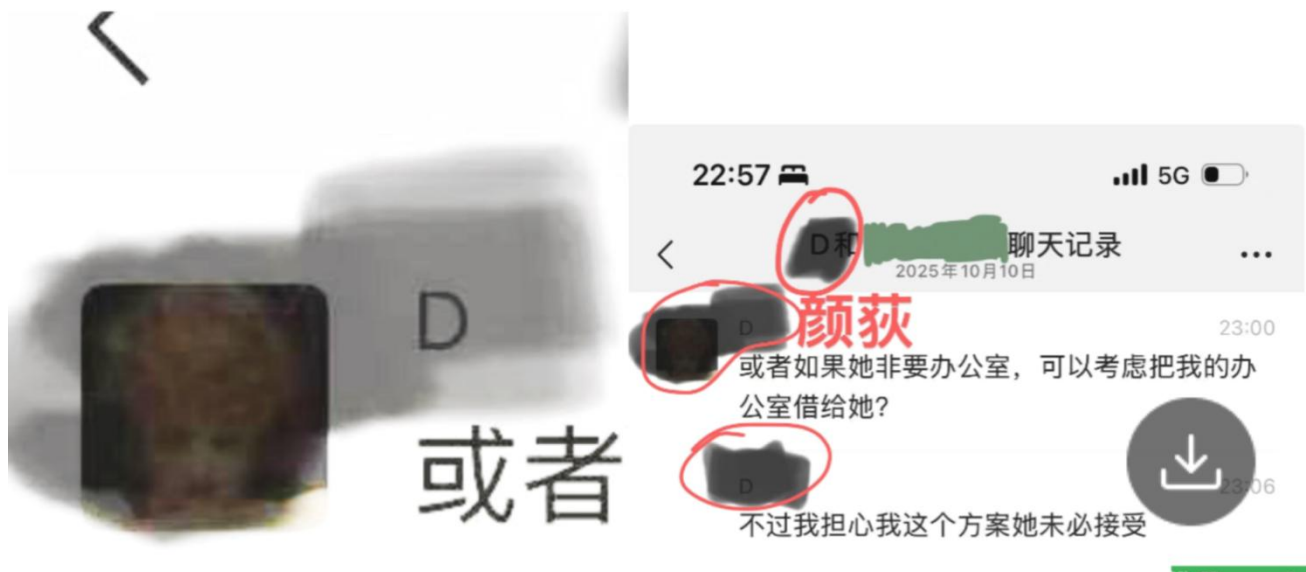 D
或者
22:57
5G
D和
聊天记录
2025年10月10日
颜荻
D
23:00
或者如果她非要办公室，可以考虑把我的办
公室借给她？
D
23:06
不过我担心我这个方案她未必接受